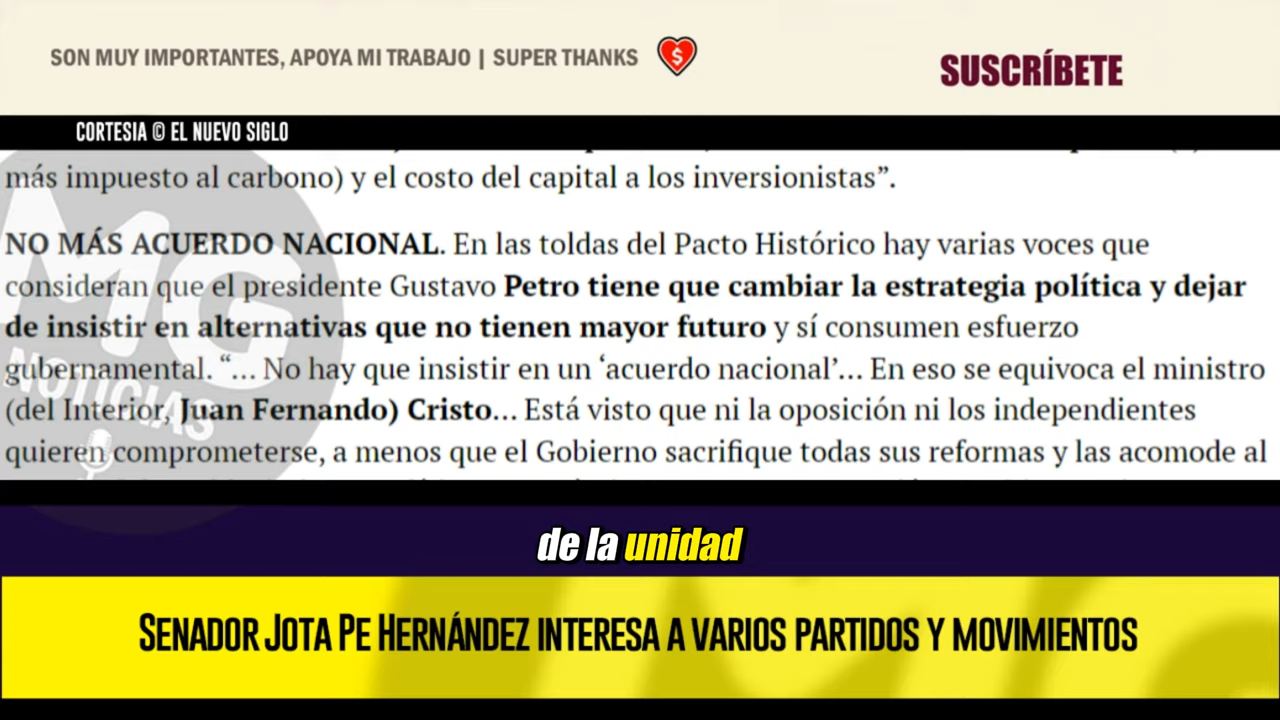 SON MUY IMPORTANTES, APOYA MI TRABAJO | SUPER THANKS
SUSCRÍBETE
CORTESIA © EL NUEVO SIGLO
más impuesto al carbono) y el costo del capital a los inversionistas”.
NO MÁS ACUERDO NACIONAL. En las toldas del Pacto Histórico hay varias voces que
consideran que el presidente Gustavo Petro tiene que cambiar la estrategia política y dejar
de insistir en alternativas que no tienen mayor futuro y sí consumen esfuerzo
gubernamental. “... No hay que insistir en un ‘acuerdo nacional’... En eso se equivoca el ministro
(del Interior, Juan Fernando) Cristo... Está visto que ni la oposición ni los independientes
quieren comprometerse, a menos que el Gobierno sacrifique todas sus reformas y las acomode al
MG
NOTICIAS
de la unidad
SENADOR JOTA PE HERNÁNDEZ INTERESA A VARIOS PARTIDOS Y MOVIMIENTOS